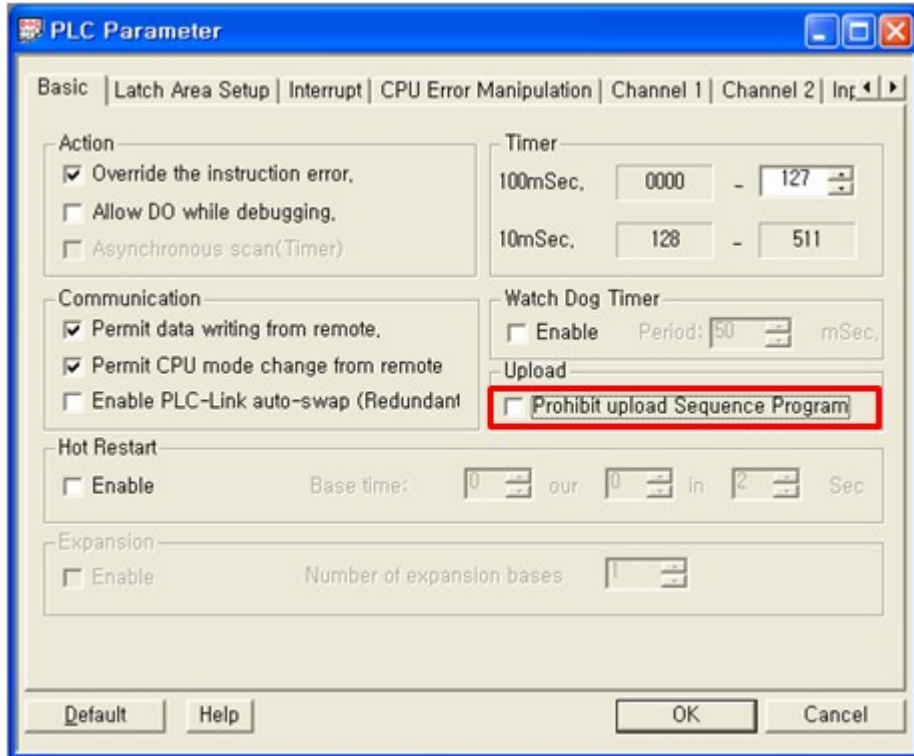 PLC Parameter
Basic Latch Area Setup Interrupt CPU Error Manipulation Channel 1 Channel 2 Inp
Action
Override the instruction error,
Allow DO while debugging,
Asynchronous scan(Timer)
Timer
100mSec, 0000 - 127
10mSec, 128 - 511
Communication
Permit data writing from remote,
Permit CPU mode change from remote
Enable PLC-Link auto-swap (Redundant
Watch Dog Timer
Enable Period: 50 mSec,
Upload
Prohibit upload Sequence Program
Hot Restart
Enable Base time: 0 our 0 in 2 Sec
Expansion
Enable Number of expansion bases 1
Default Help OK Cancel